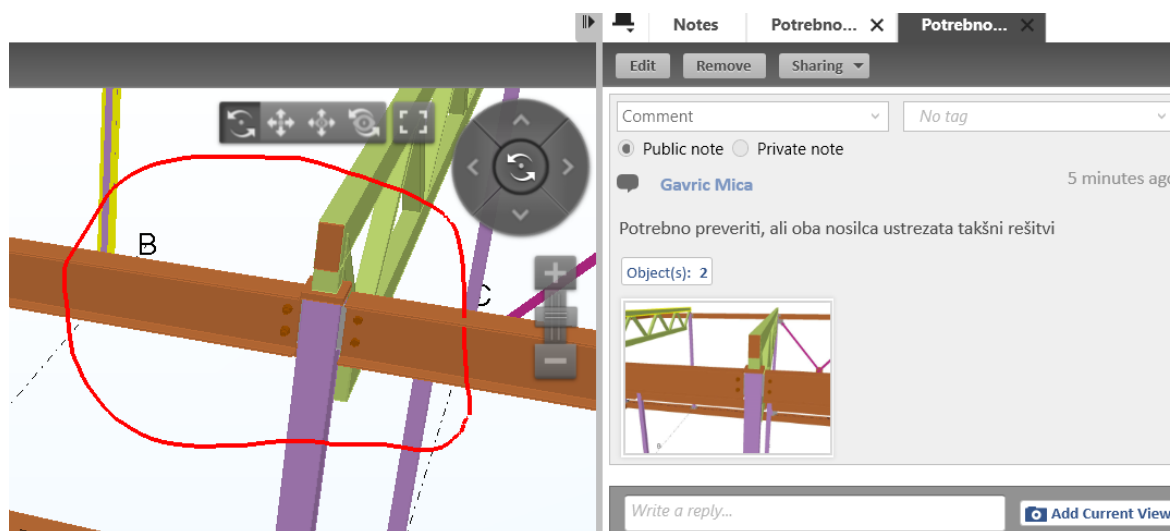 Notes
Potrebno...
Potrebno...
Edit
Remove
Sharing
Comment
No tag
Public note
Private note
Gavric Mica
5 minutes ago
Potrebno preveriti, ali oba nosilca ustrezata takšni rešitvi
Object(s): 2
B
C
Write a reply...
Add Current View